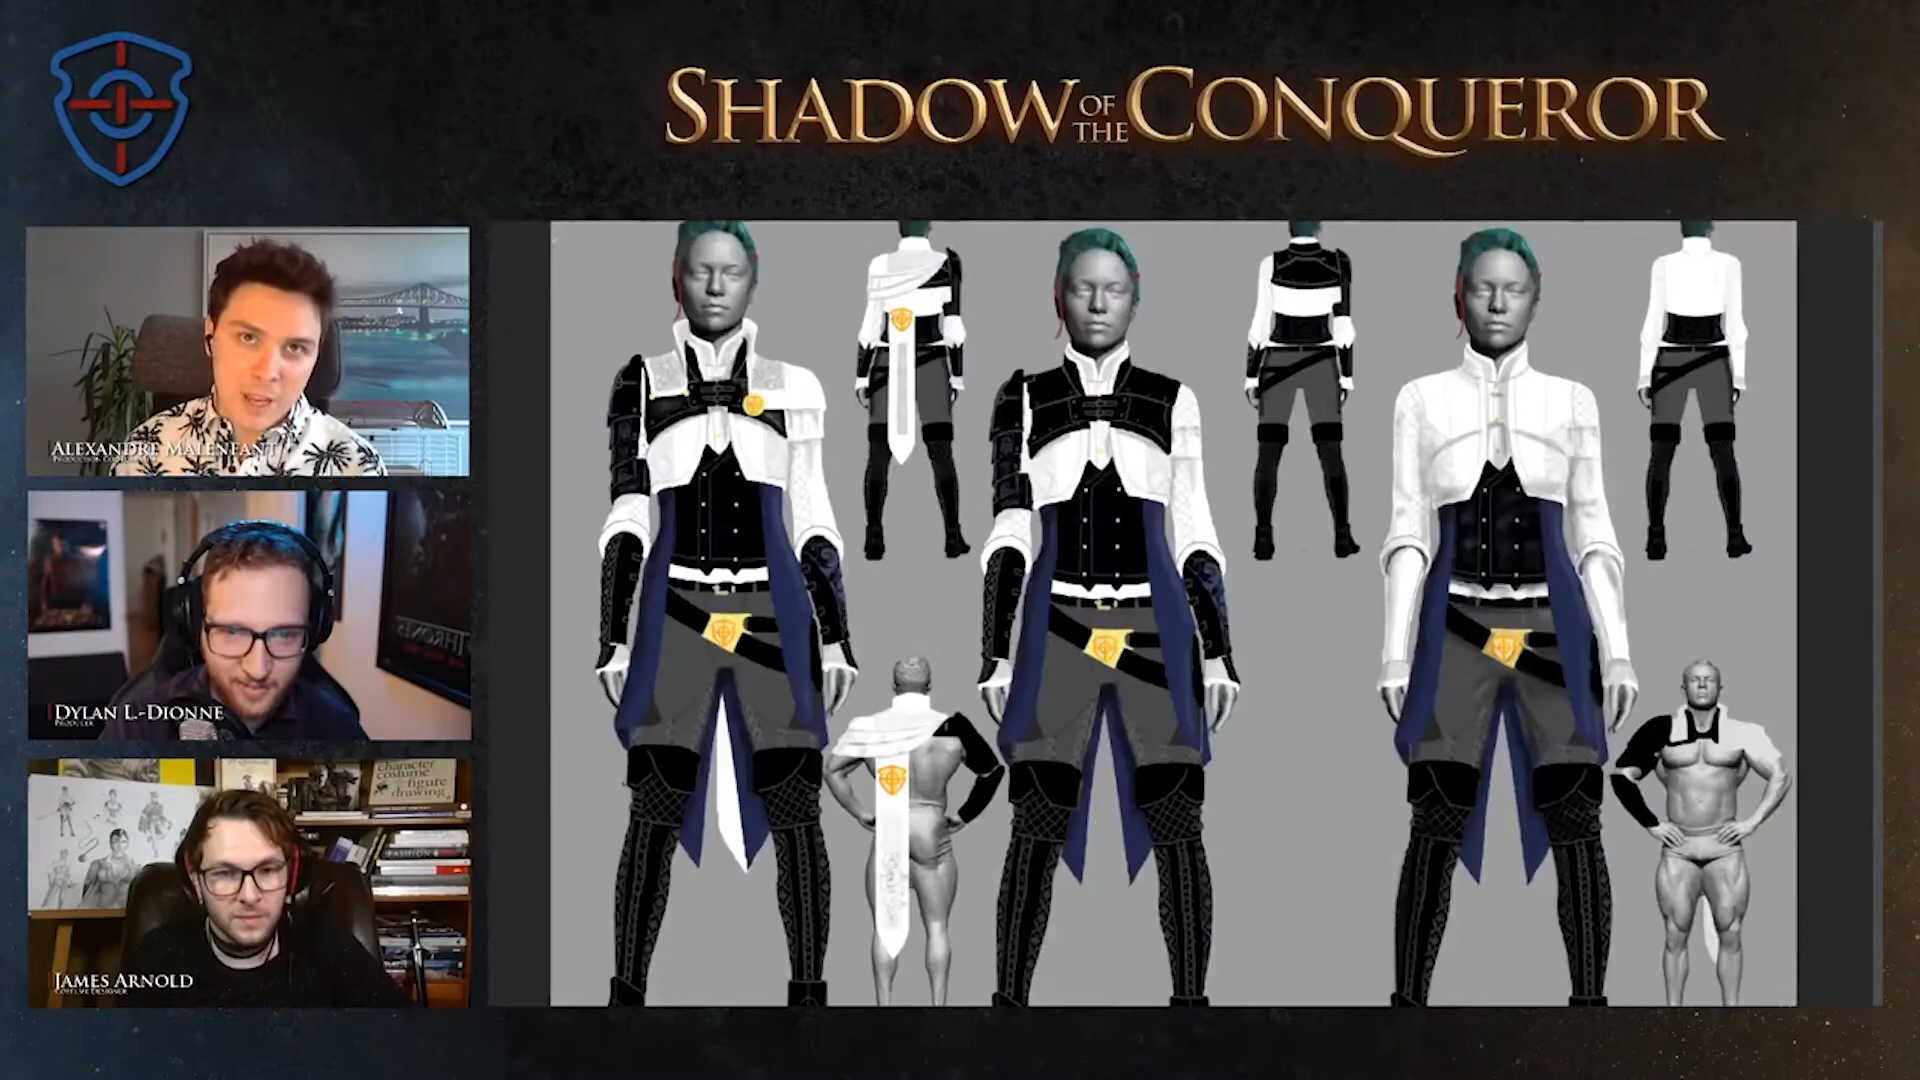 SHADOW OF THE CONQUEROR
ALEXANDRE MALENFANT
DYLAN L.-DIONNE
PRODUCER
character
costume
figure
drawing
FASHION
JAMES ARNOLD
COSTUME DESIGNER